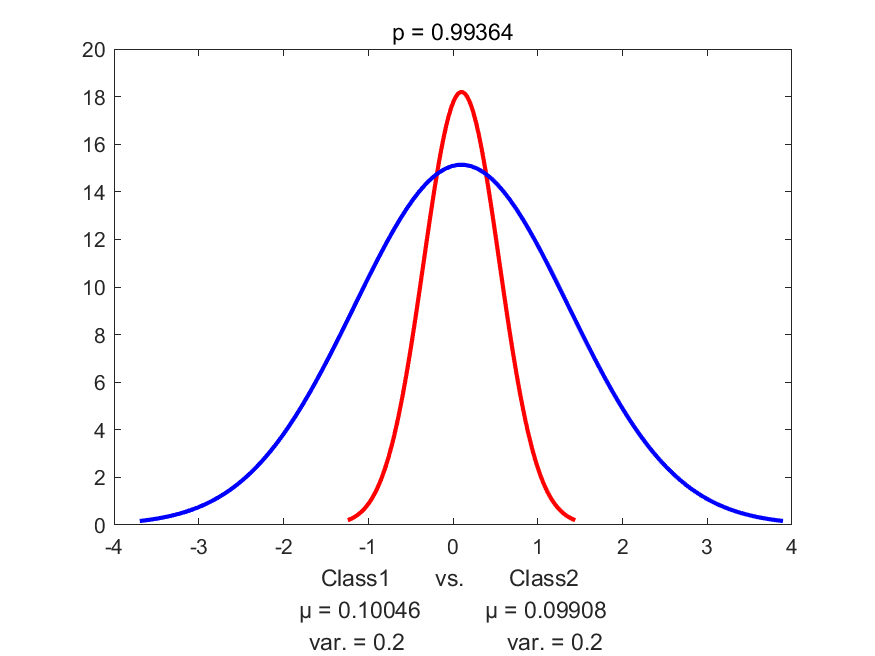 p = 0.99364
20
18
16
14
12
10
8
6
4
2
0
-4 -3 -2 -1 0 1 2 3 4
Class1 vs. Class2
μ = 0.10046 μ = 0.09908
var. = 0.2 var. = 0.2